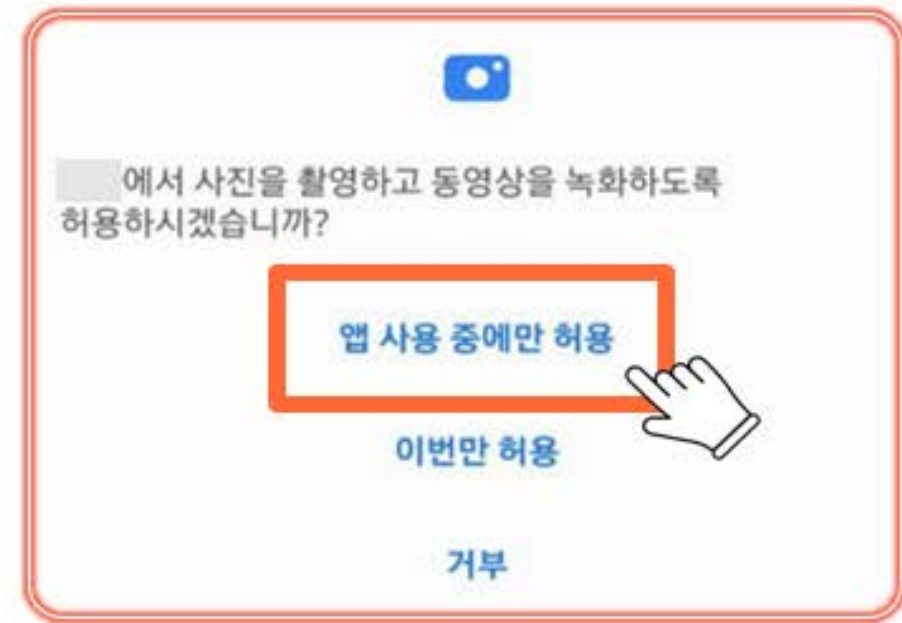 에서 사진을 촬영하고 동영상을 녹화하도록
허용하시겠습니까?
앱 사용 중에만 허용
이번만 허용
거부